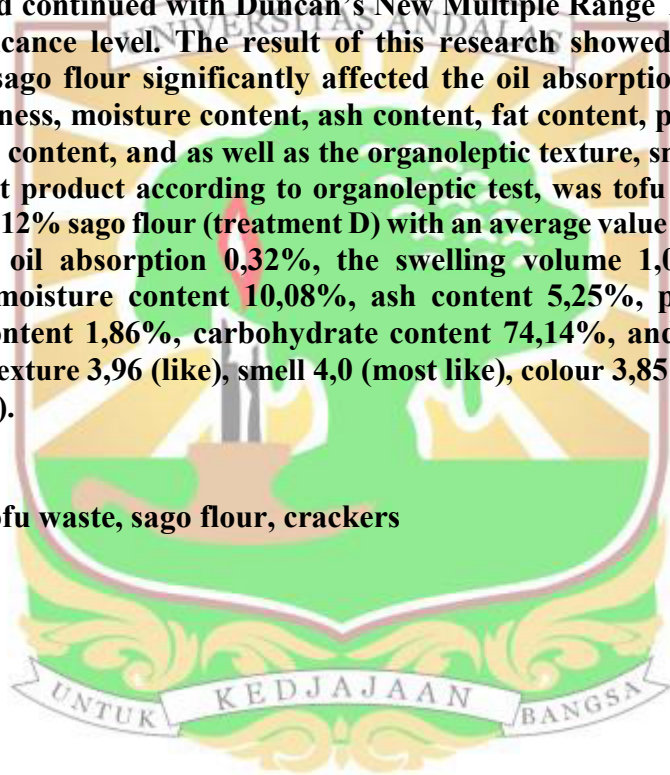 d continued with Duncan's New Multiple Range
UNIVERSITAS ANDALAS
icance level. The result of this research showed
sago flour significantly affected the oil absorptio
ness, moisture content, ash content, fat content, p
content, and as well as the organoleptic texture, sm
t product according to organoleptic test, was tofu
12% sago flour (treatment D) with an average value
oil absorption 0,32%, the swelling volume 1,0
moisture content 10,08%, ash content 5,25%, p
ontent 1,86%, carbohydrate content 74,14%, and
exture 3,96 (like), smell 4,0 (most like), colour 3,85
).
ofu waste, sago flour, crackers
UNTUK KEDJAJAAN BANGSA